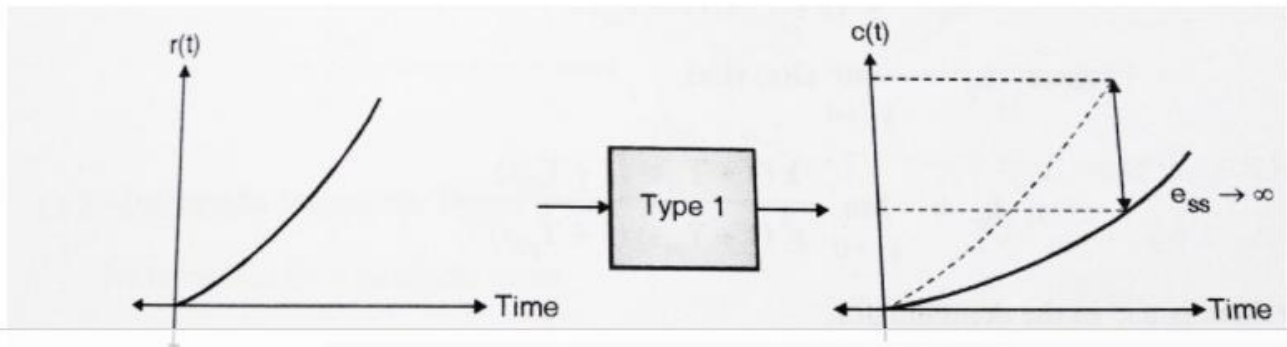 r(t)
Time
Type 1
c(t)
e_ss → ∞
Time